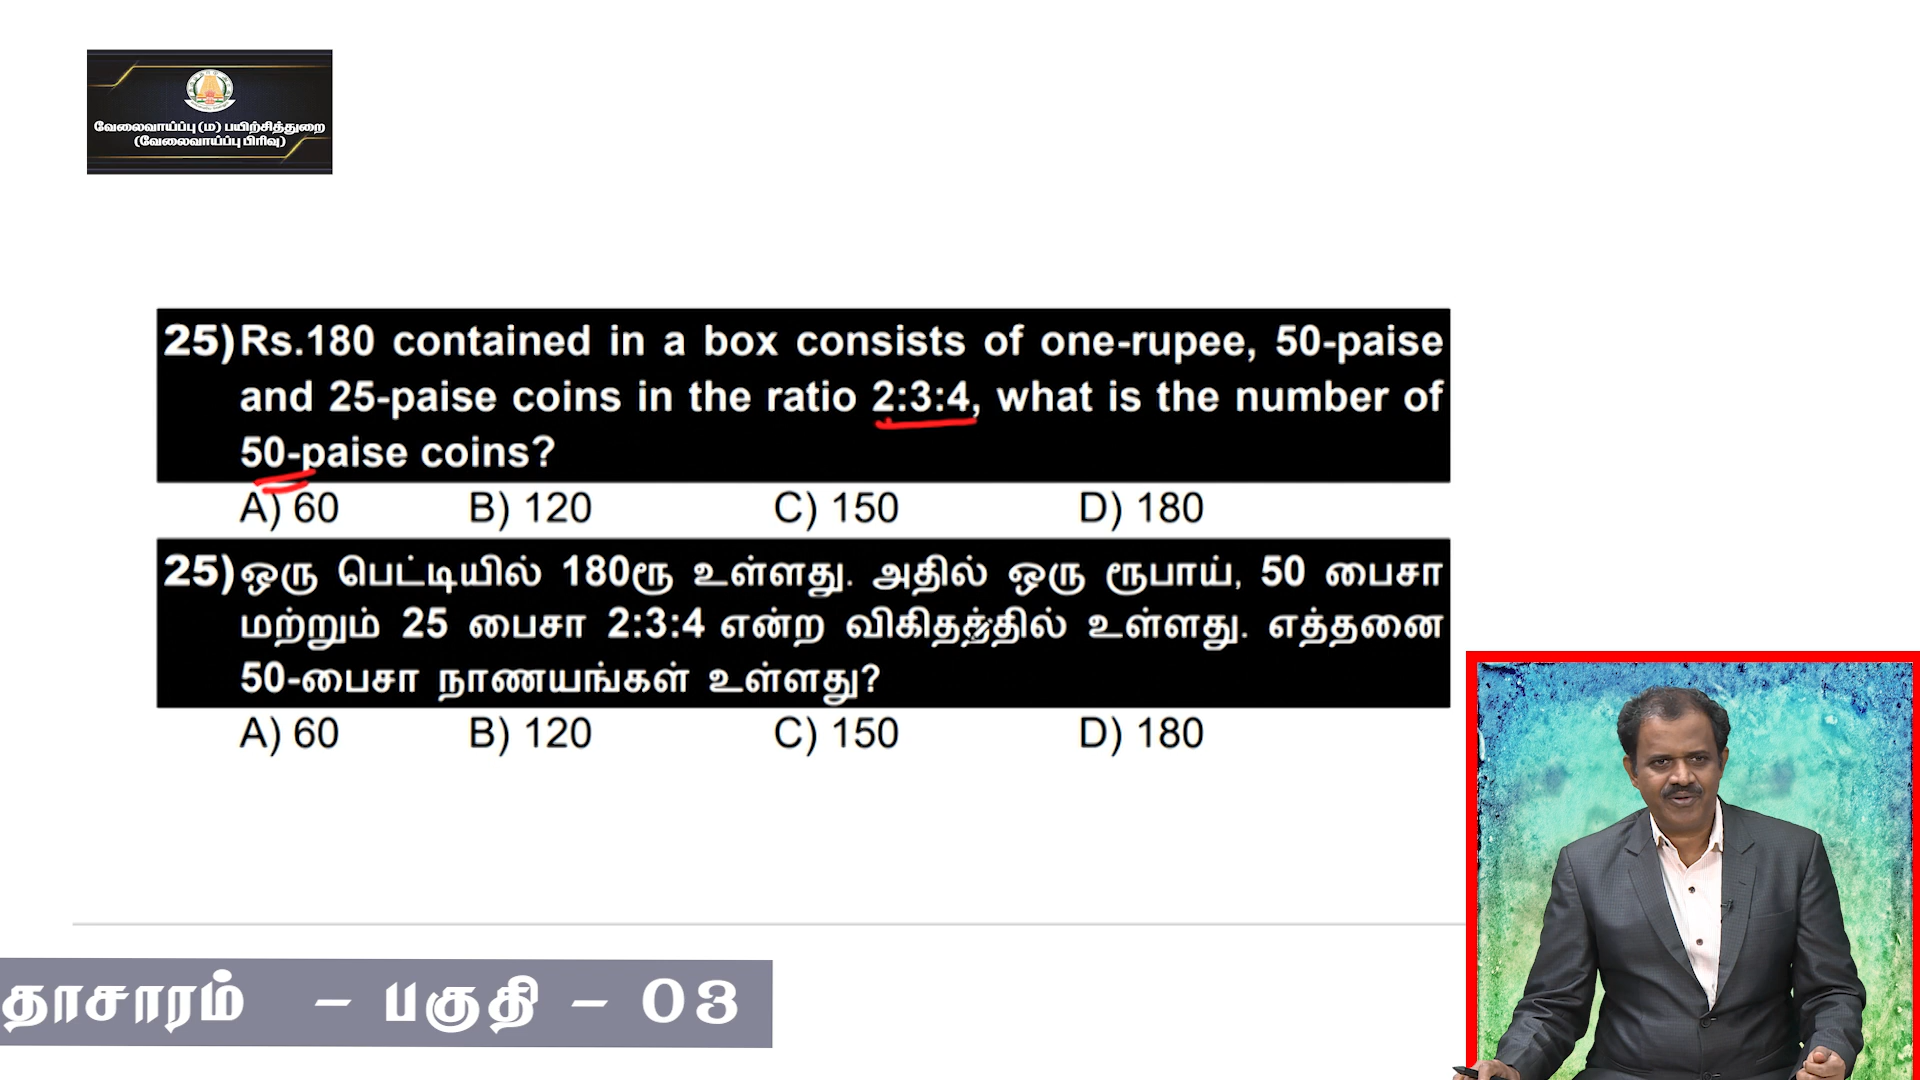 வேலைவாய்ப்பு (ம) பயிற்சித்துறை
(வேலைவாய்ப்பு பிரிவு)
25) Rs.180 contained in a box consists of one-rupee, 50-paise
and 25-paise coins in the ratio 2:3:4, what is the number of
50-paise coins?
A) 60 B) 120 C) 150 D) 180
25) ஒரு பெட்டியில் 180ரூ உள்ளது. அதில் ஒரு ரூபாய், 50 பைசா
மற்றும் 25 பைசா 2:3:4 என்ற விகிதத்தில் உள்ளது. எத்தனை
50-பைசா நாணயங்கள் உள்ளது?
A) 60 B) 120 C) 150 D) 180
தாசாரம் - பகுதி - 03